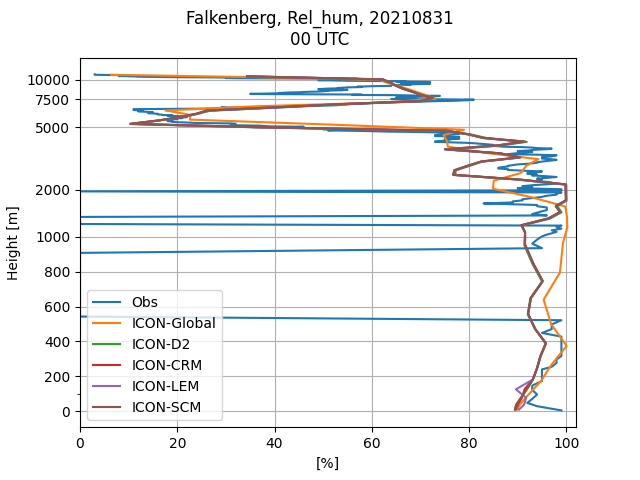 Falkenberg, Rel_hum, 20210831
00 UTC
10000
7500
5000
2000
1000
800
600
400
200
0
Height [m]
Obs
ICON-Global
ICON-D2
ICON-CRM
ICON-LEM
ICON-SCM
0 20 40 60 80 100
[%]